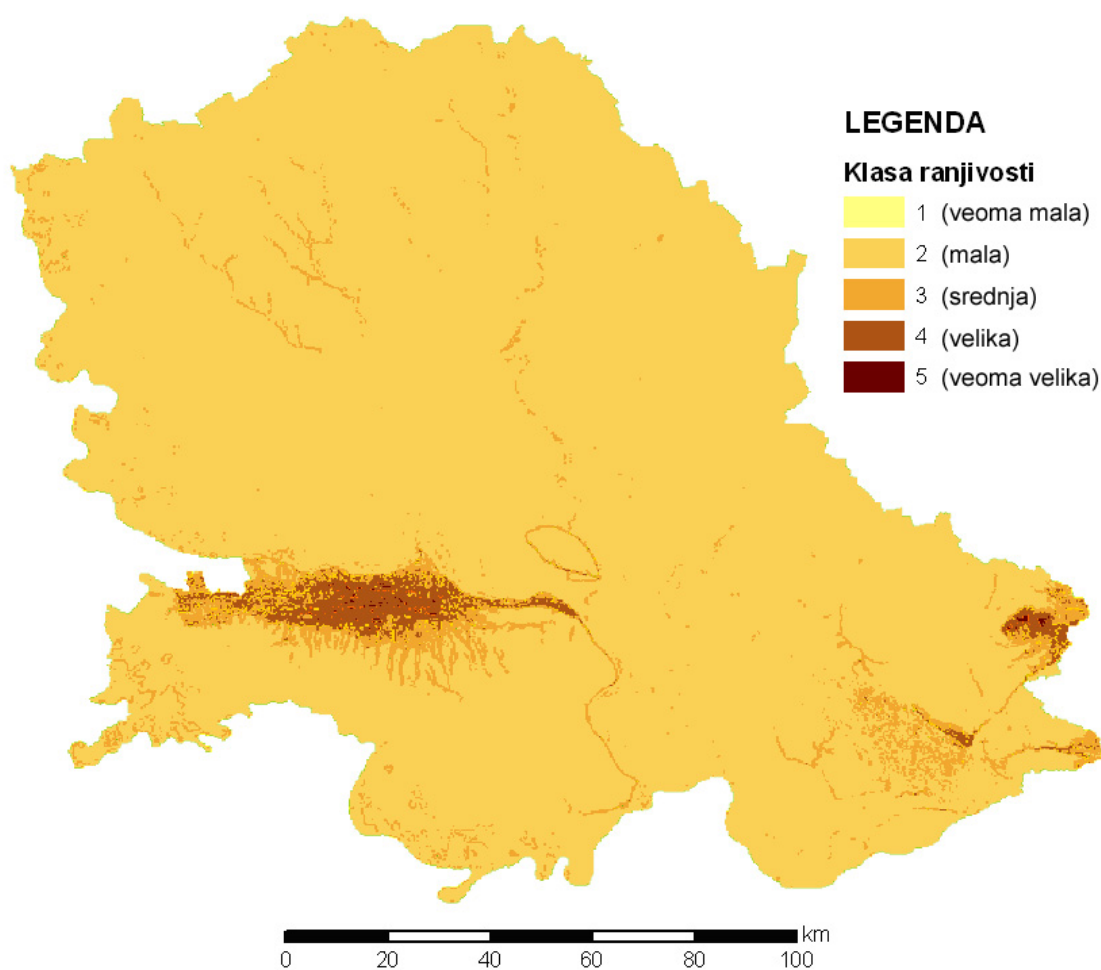 LEGENDA
Klasa ranjivosti
1 (veoma mala)
2 (mala)
3 (srednja)
4 (velika)
5 (veoma velika)
km
0 20 40 60 80 100